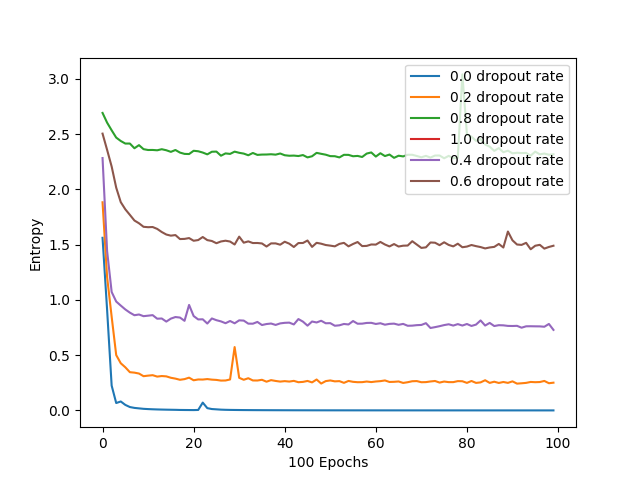 3.0
2.5
2.0
1.5
1.0
0.5
0.0
Entropy
0.0 dropout rate
0.2 dropout rate
0.8 dropout rate
1.0 dropout rate
0.4 dropout rate
0.6 dropout rate
0 20 40 60 80 100
100 Epochs